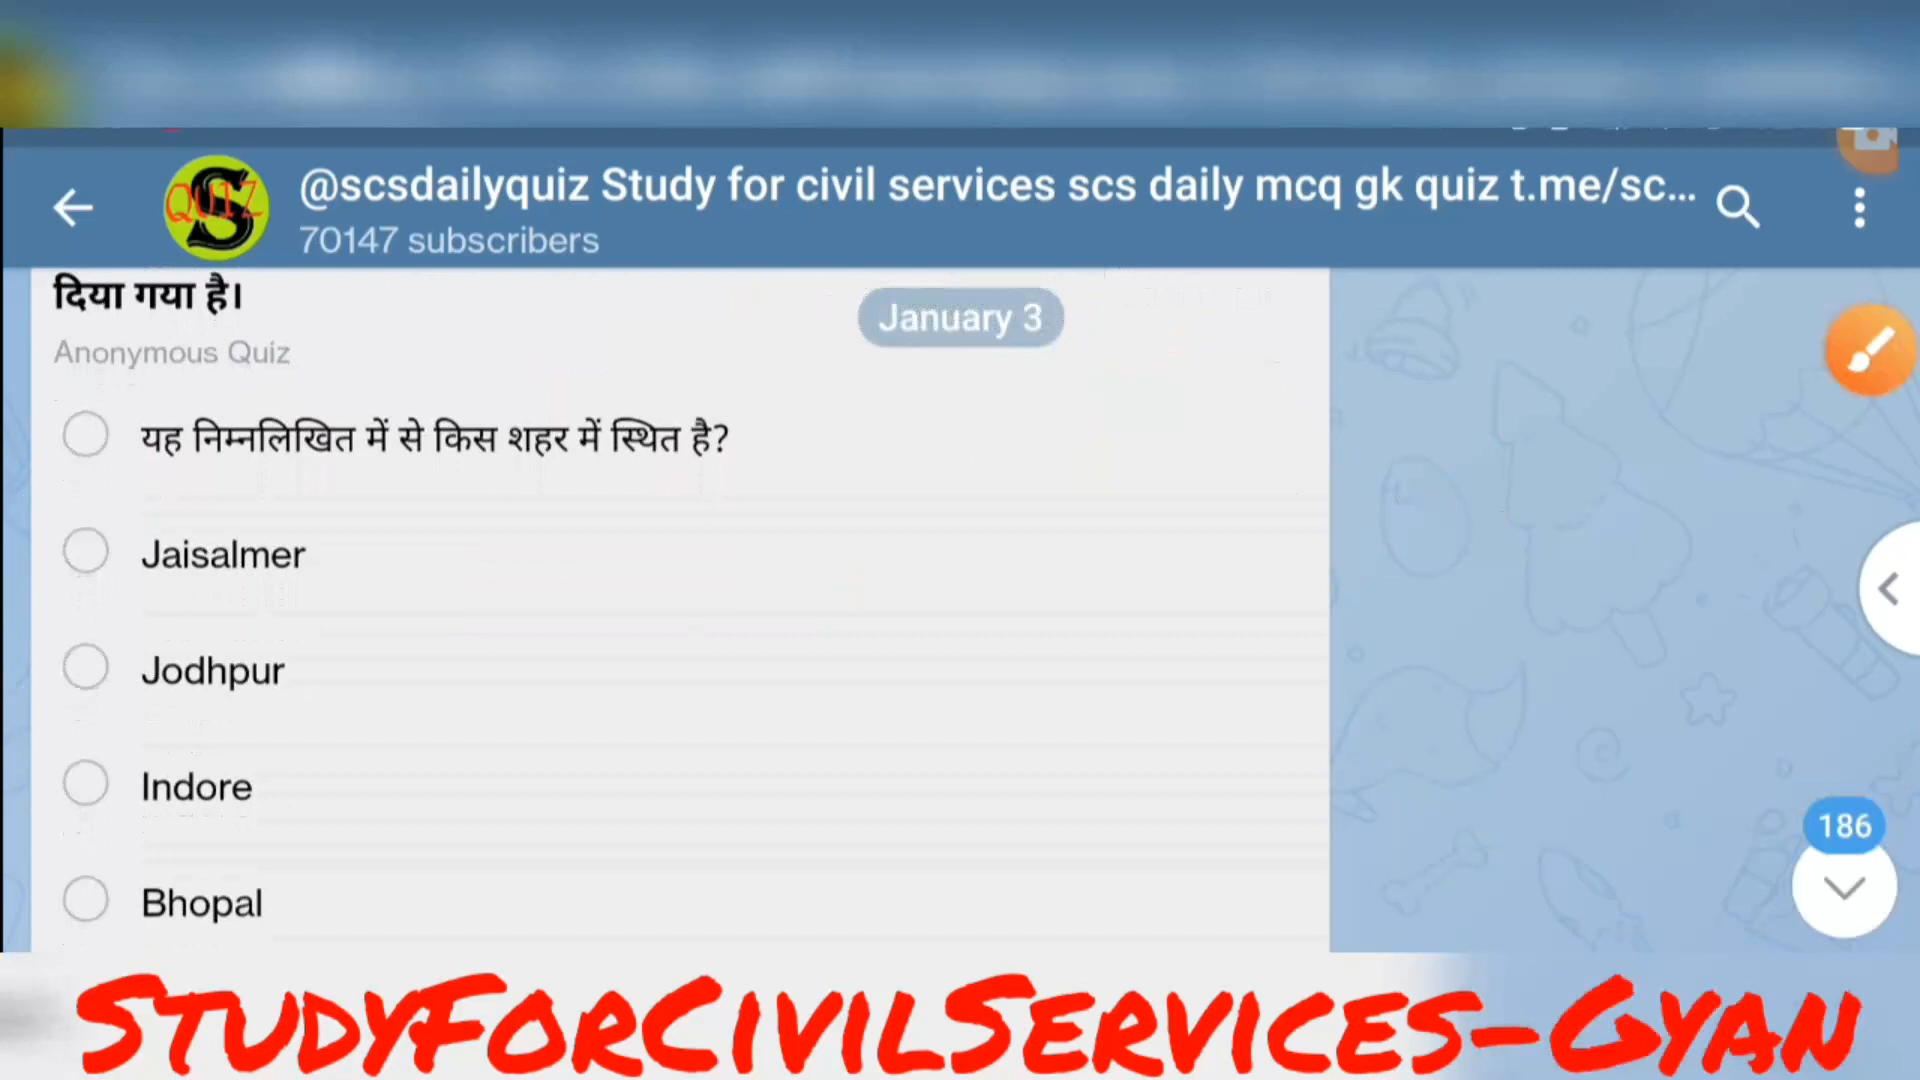 @scsdailyquiz Study for civil services scs daily mcq gk quiz t.me/sc...
70147 subscribers
QUIZ S
दिया गया है।
January 3
Anonymous Quiz
यह निम्नलिखित में से किस शहर में स्थित है?
Jaisalmer
Jodhpur
Indore
Bhopal
186
StudyForCivilServices-Gyan